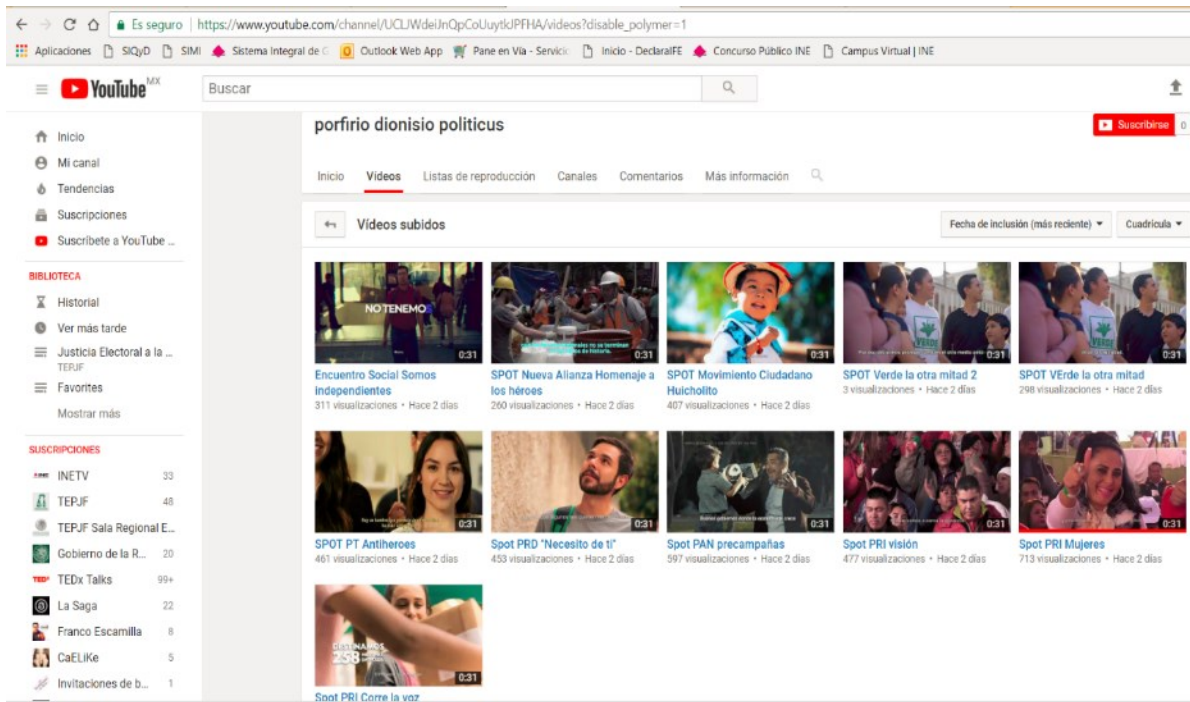 Es seguro | https://www.youtube.com/channel/UCLJWdeiJnQpCoUuytkJPFHA/videos?disable_polymer=1
Aplicaciones SIQyD SIMI Sistema Integral de Outlook Web App Pane en Vía - Servicio Inicio - DeclaraIFE Concurso Público INE Campus Virtual | INE
YouTube MX
Buscar
porfirio dionisio politicus
Suscribirse 0
Inicio Vídeos Listas de reproducción Canales Comentarios Más información
Vídeos subidos
Fecha de inclusión (más reciente) Cuadrícula
Inicio
Mi canal
Tendencias
Suscripciones
Suscríbete a YouTube ...
BIBLIOTECA
Historial
Ver más tarde
Justicia Electoral a la ...
TEPJF
Favorites
Mostrar más
SUSCRIPCIONES
INETV 33
TEPJF 48
TEPJF Sala Regional E...
Gobierno de la R... 20
TEDx Talks 99+
La Saga 22
Franco Escamilla 8
CaELiKe 5
Invitaciones de b... 1
NO TENEMOS
0:31
Encuentro Social Somos
independientes
311 visualizaciones • Hace 2 días
0:31
SPOT Nueva Alianza Homenaje a
los héroes
260 visualizaciones • Hace 2 días
0:31
SPOT Movimiento Ciudadano
Huicholito
407 visualizaciones • Hace 2 días
VERDE
0:31
SPOT Verde la otra mitad 2
3 visualizaciones • Hace 2 días
0:31
SPOT VErde la otra mitad
298 visualizaciones • Hace 2 días
0:31
SPOT PT Antiheroes
461 visualizaciones • Hace 2 días
0:31
Spot PRD "Necesito de ti"
453 visualizaciones • Hace 2 días
0:31
Spot PAN precampañas
597 visualizaciones • Hace 2 días
0:31
Spot PRI visión
477 visualizaciones • Hace 2 días
0:31
Spot PRI Mujeres
713 visualizaciones • Hace 2 días
DESTINAMOS
258
0:31
Spot PRI Corre la voz